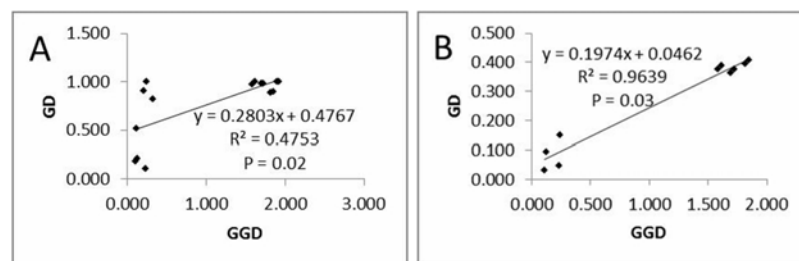 A
1.500
1.000
0.500
0.000
GD
y = 0.2803x + 0.4767
R² = 0.4753
P = 0.02
0.000 1.000 2.000 3.000
GGD
B
0.500
0.400
0.300
0.200
0.100
0.000
GD
y = 0.1974x + 0.0462
R² = 0.9639
P = 0.03
0.000 0.500 1.000 1.500 2.000
GGD